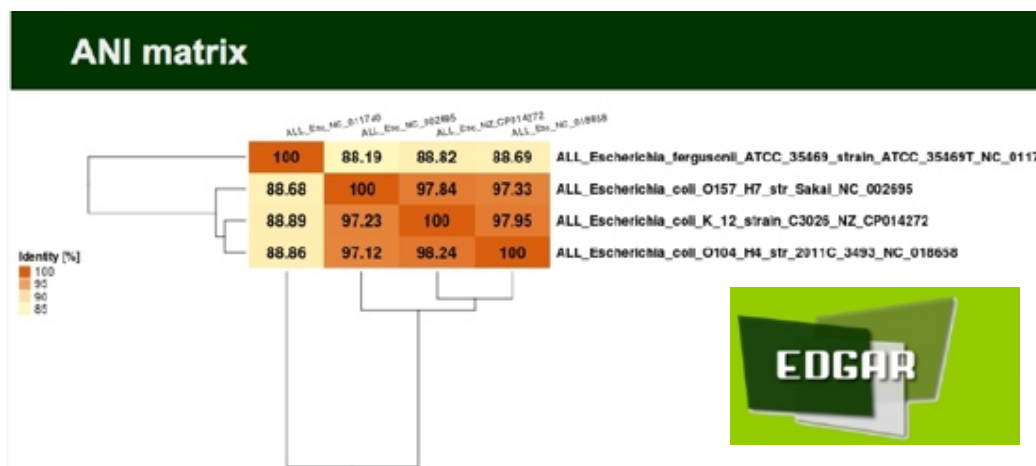 ANI matrix
ALL_Esc_NC_011740
ALL_Esc_NC_002695
ALL_Esc_NZ_CP014272
ALL_Esc_NC_018658
100 88.19 88.82 88.69 ALL_Escherichia_fergusonii_ATCC_35469_strain_ATCC_35469T_NC_0117
88.68 100 97.84 97.33 ALL_Escherichia_coli_O157_H7_str_Sakai_NC_002695
88.89 97.23 100 97.95 ALL_Escherichia_coli_K_12_strain_C3026_NZ_CP014272
88.86 97.12 98.24 100 ALL_Escherichia_coli_O104_H4_str_2011C_3493_NC_018658
Identity [%]
100
95
90
85
EDGAR